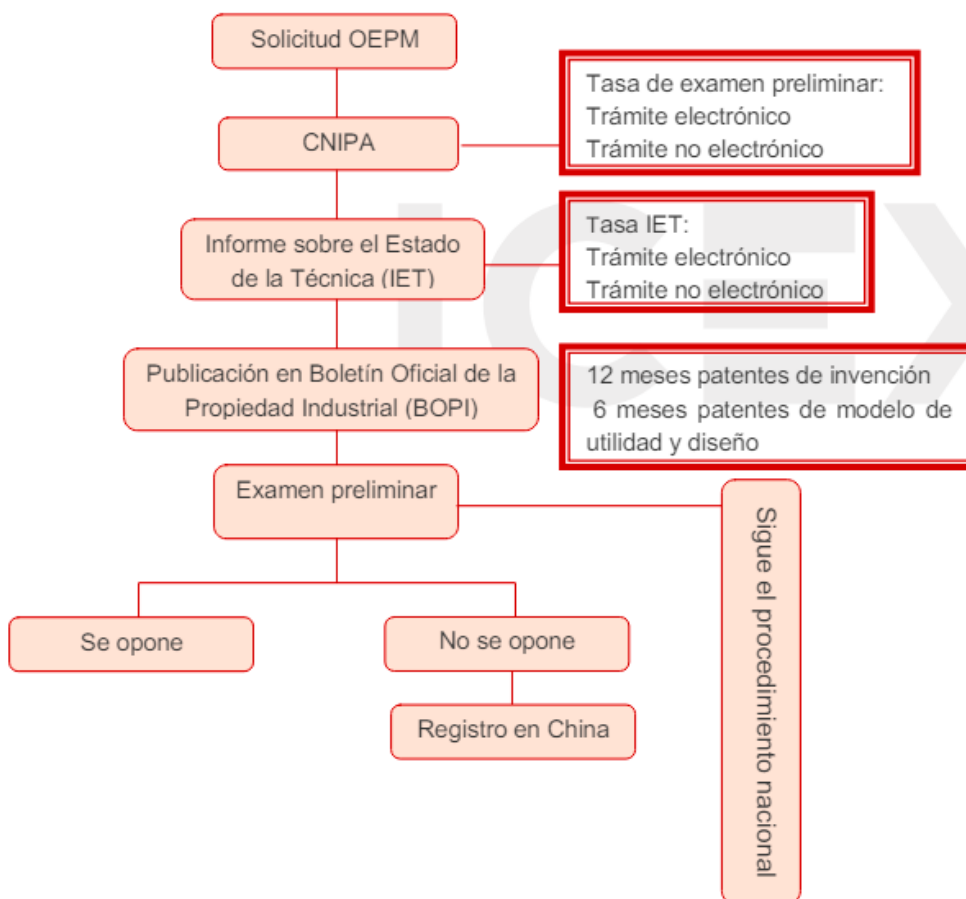 Solicitud OEPM
Tasa de examen preliminar:
Trámite electrónico
Trámite no electrónico
CNIPA
Tasa IET:
Trámite electrónico
Trámite no electrónico
Informe sobre el Estado
de la Técnica (IET)
Publicación en Boletín Oficial de la
Propiedad Industrial (BOPI)
12 meses patentes de invención
6 meses patentes de modelo de
utilidad y diseño
Examen preliminar
Sigue el procedimiento nacional
Se opone
No se opone
Registro en China
ICEX